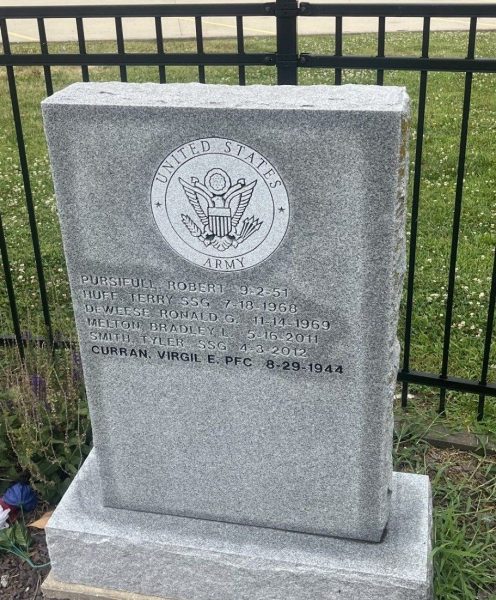 UNITED STATES
ARMY
PURSIFULL, ROBERT 9-2-51
HUFF, TERRY SSG 7-18-1968
DEWEESE, RONALD G. 11-14-1969
MELTON, BRADLEY L. 5-16-2011
SMITH, TYLER SSG 4-3-2012
CURRAN, VIRGIL E. PFC 8-29-1944